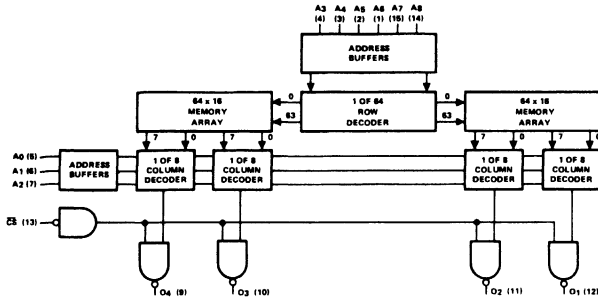 A3 A4 A5 A6 A7 A8
(4) (3) (2) (1) (15) (14)
ADDRESS
BUFFERS
64 x 16
MEMORY
ARRAY
0
63
1 OF 64
ROW
DECODER
0
63
64 x 16
MEMORY
ARRAY
7 0 7 0 7 0 7 0
A0 (5)
A1 (6)
A2 (7)
ADDRESS
BUFFERS
1 OF 8
COLUMN
DECODER
1 OF 8
COLUMN
DECODER
1 OF 8
COLUMN
DECODER
1 OF 8
COLUMN
DECODER
CS (13)
O4 (9) O3 (10) O2 (11) O1 (12)